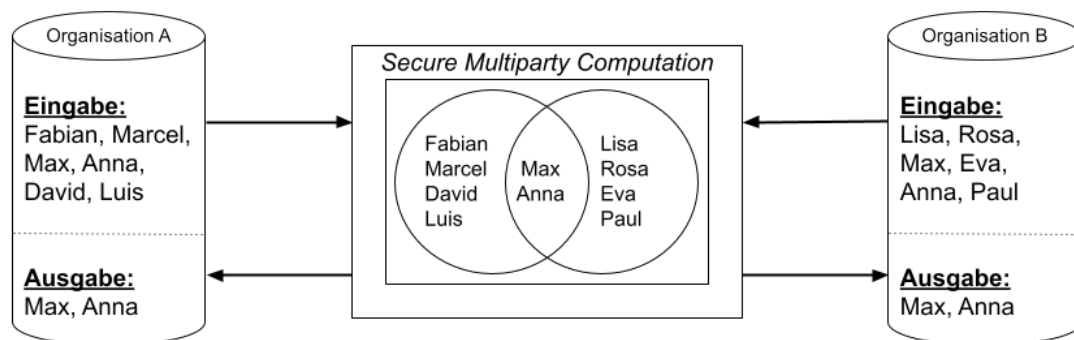 Organisation A
Eingabe:
Fabian, Marcel,
Max, Anna,
David, Luis
Ausgabe:
Max, Anna
Secure Multiparty Computation
Fabian
Marcel
David
Luis
Max
Anna
Lisa
Rosa
Eva
Paul
Organisation B
Eingabe:
Lisa, Rosa,
Max, Eva,
Anna, Paul
Ausgabe:
Max, Anna